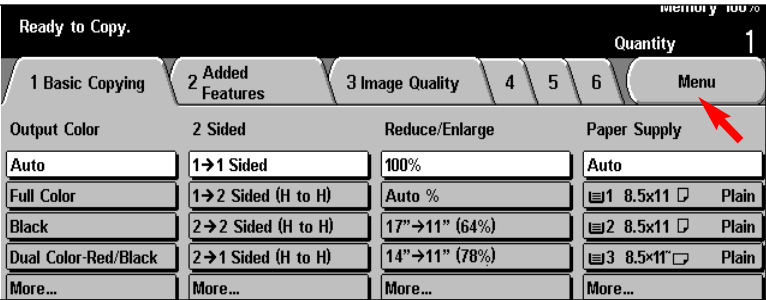 Memory 100%
Ready to Copy.
Quantity 1
1 Basic Copying 2 Added Features 3 Image Quality 4 5 6 Menu
Output Color 2 Sided Reduce/Enlarge Paper Supply
Auto 1→1 Sided 100% Auto
Full Color 1→2 Sided (H to H) Auto % 1 8.5x11 Plain
Black 2→2 Sided (H to H) 17”→11” (64%) 2 8.5x11 Plain
Dual Color-Red/Black 2→1 Sided (H to H) 14”→11” (78%) 3 8.5x11″ Plain
More... More... More... More...